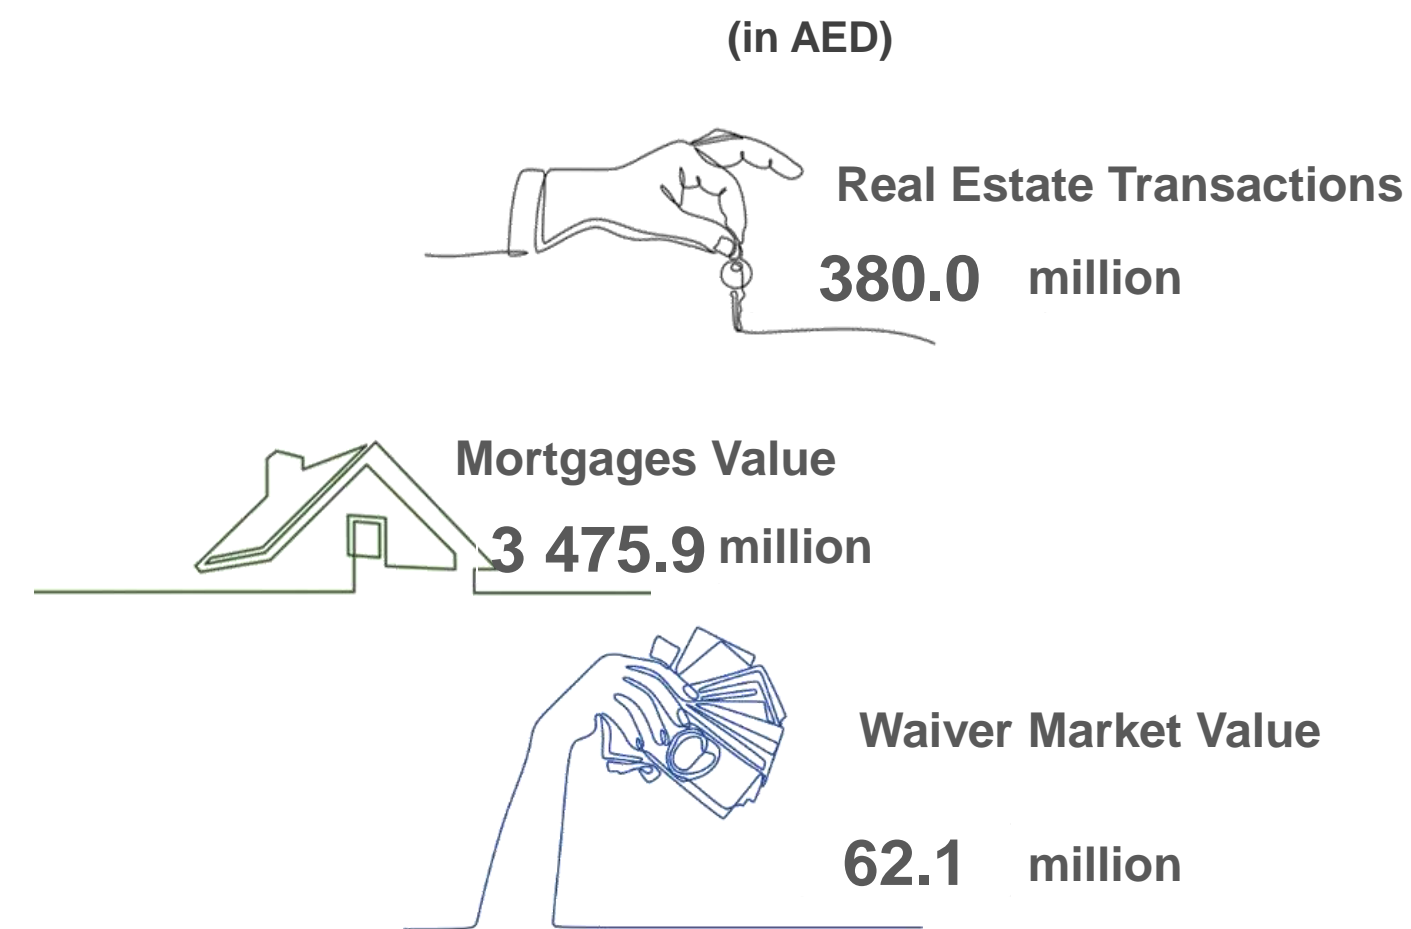 (in AED)
Real Estate Transactions
380.0 million
Mortgages Value
3 475.9 million
Waiver Market Value
62.1 million